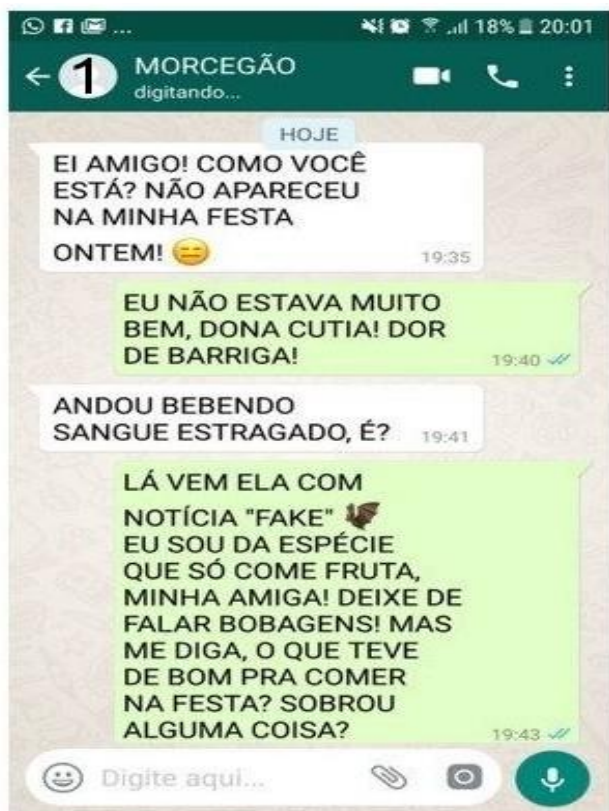 ... 18% 20:01
1 MORCEGÃO
digitando...
HOJE
EI AMIGO! COMO VOCÊ
ESTÁ? NÃO APARECEU
NA MINHA FESTA
ONTEM! 😑 19:35
EU NÃO ESTAVA MUITO
BEM, DONA CUTIA! DOR
DE BARRIGA! 19:40
ANDOU BEBENDO
SANGUE ESTRAGADO, É? 19:41
LÁ VEM ELA COM
NOTÍCIA "FAKE" 🦇
EU SOU DA ESPÉCIE
QUE SÓ COME FRUTA,
MINHA AMIGA! DEIXE DE
FALAR BOBAGENS! MAS
ME DIGA, O QUE TEVE
DE BOM PRA COMER
NA FESTA? SOBROU
ALGUMA COISA? 19:43
Digite aqui...